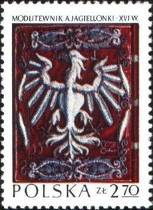 MODLITEWNIK A.JAGIELLONKI-XVI W.
POLSKA ZŁ 2.70